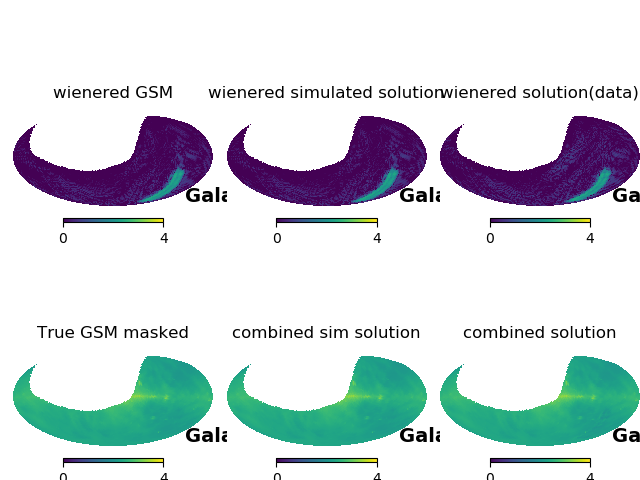 wienered GSM
wienered simulated solution
wienered solution(data)
Gala
Gala
Ga
0 4
0 4
0 4
True GSM masked
combined sim solution
combined solution
Gala
Gala
Ga
0 4
0 4
0 4